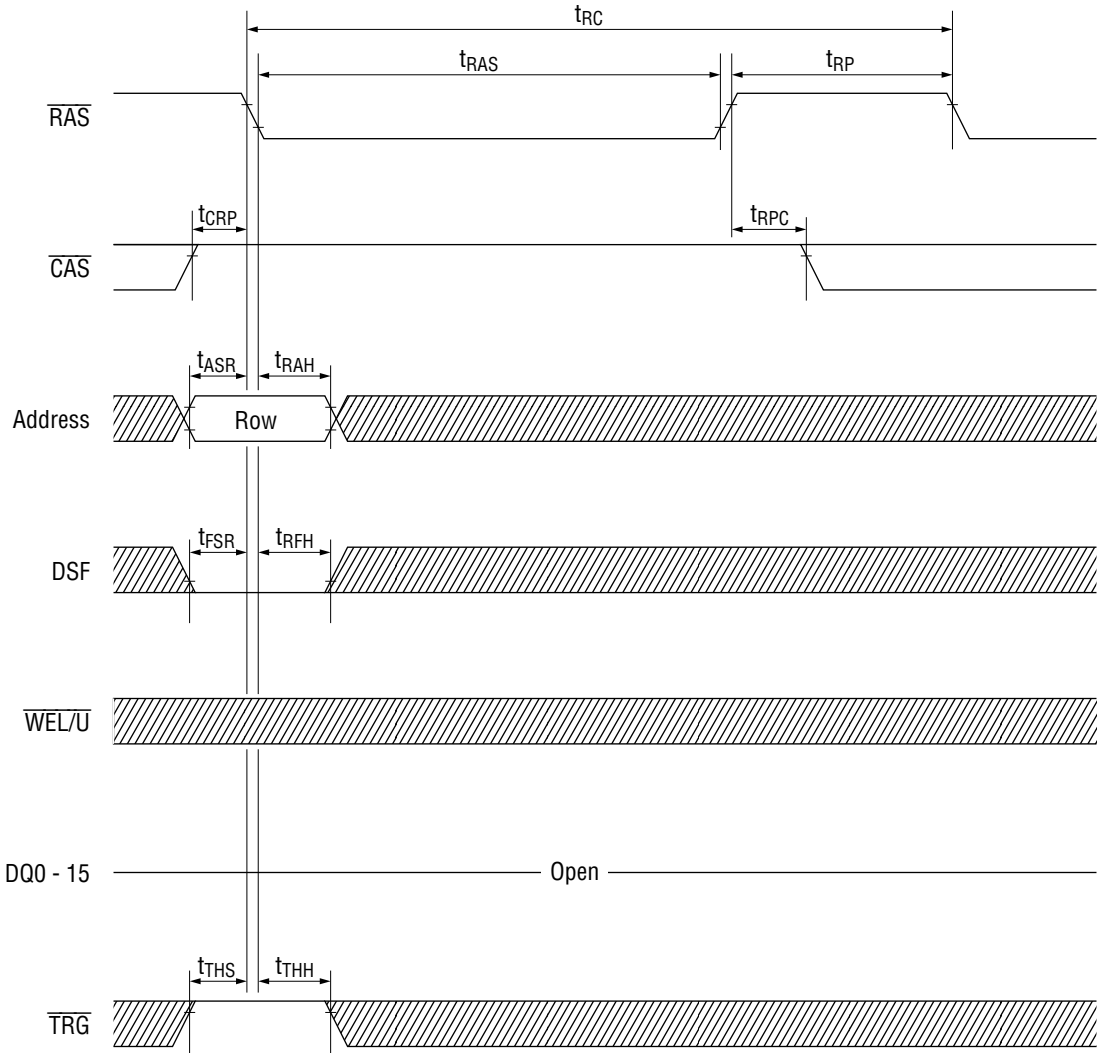 tRC
tRAS
tRP
RAS
tCRP
tRPC
CAS
tASR
tRAH
Address
Row
tFSR
tRFH
DSF
WEL/U
DQ0 - 15
Open
tTHS
tTHH
TRG